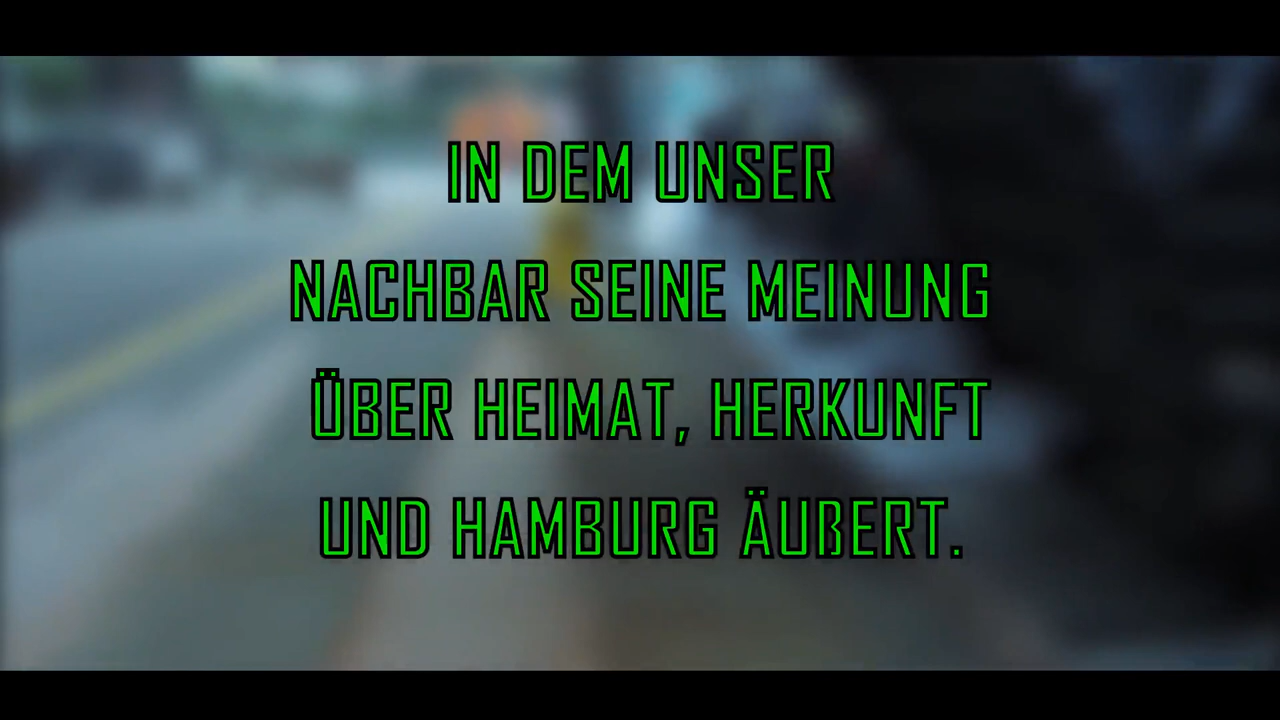 IN DEM UNSER
NACHBAR SEINE MEINUNG
ÜBER HEIMAT, HERKUNFT
UND HAMBURG ÄUßERT.